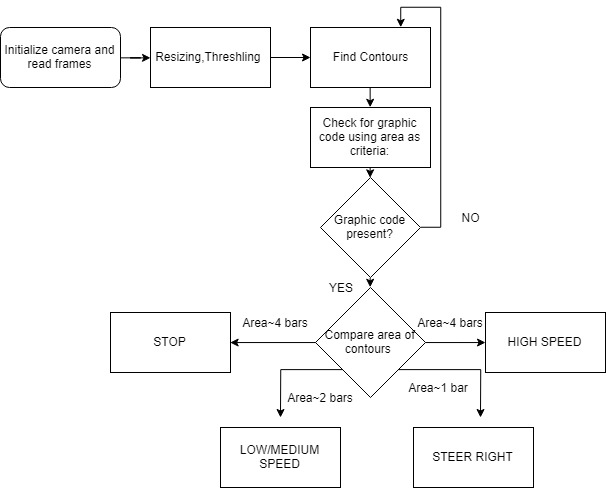 Initialize camera and
read frames
Resizing,Threshling
Find Contours
Check for graphic
code using area as
criteria:
Graphic code
present?
NO
YES
Compare area of
contours
Area~4 bars
STOP
Area~4 bars
HIGH SPEED
Area~2 bars
LOW/MEDIUM
SPEED
Area~1 bar
STEER RIGHT